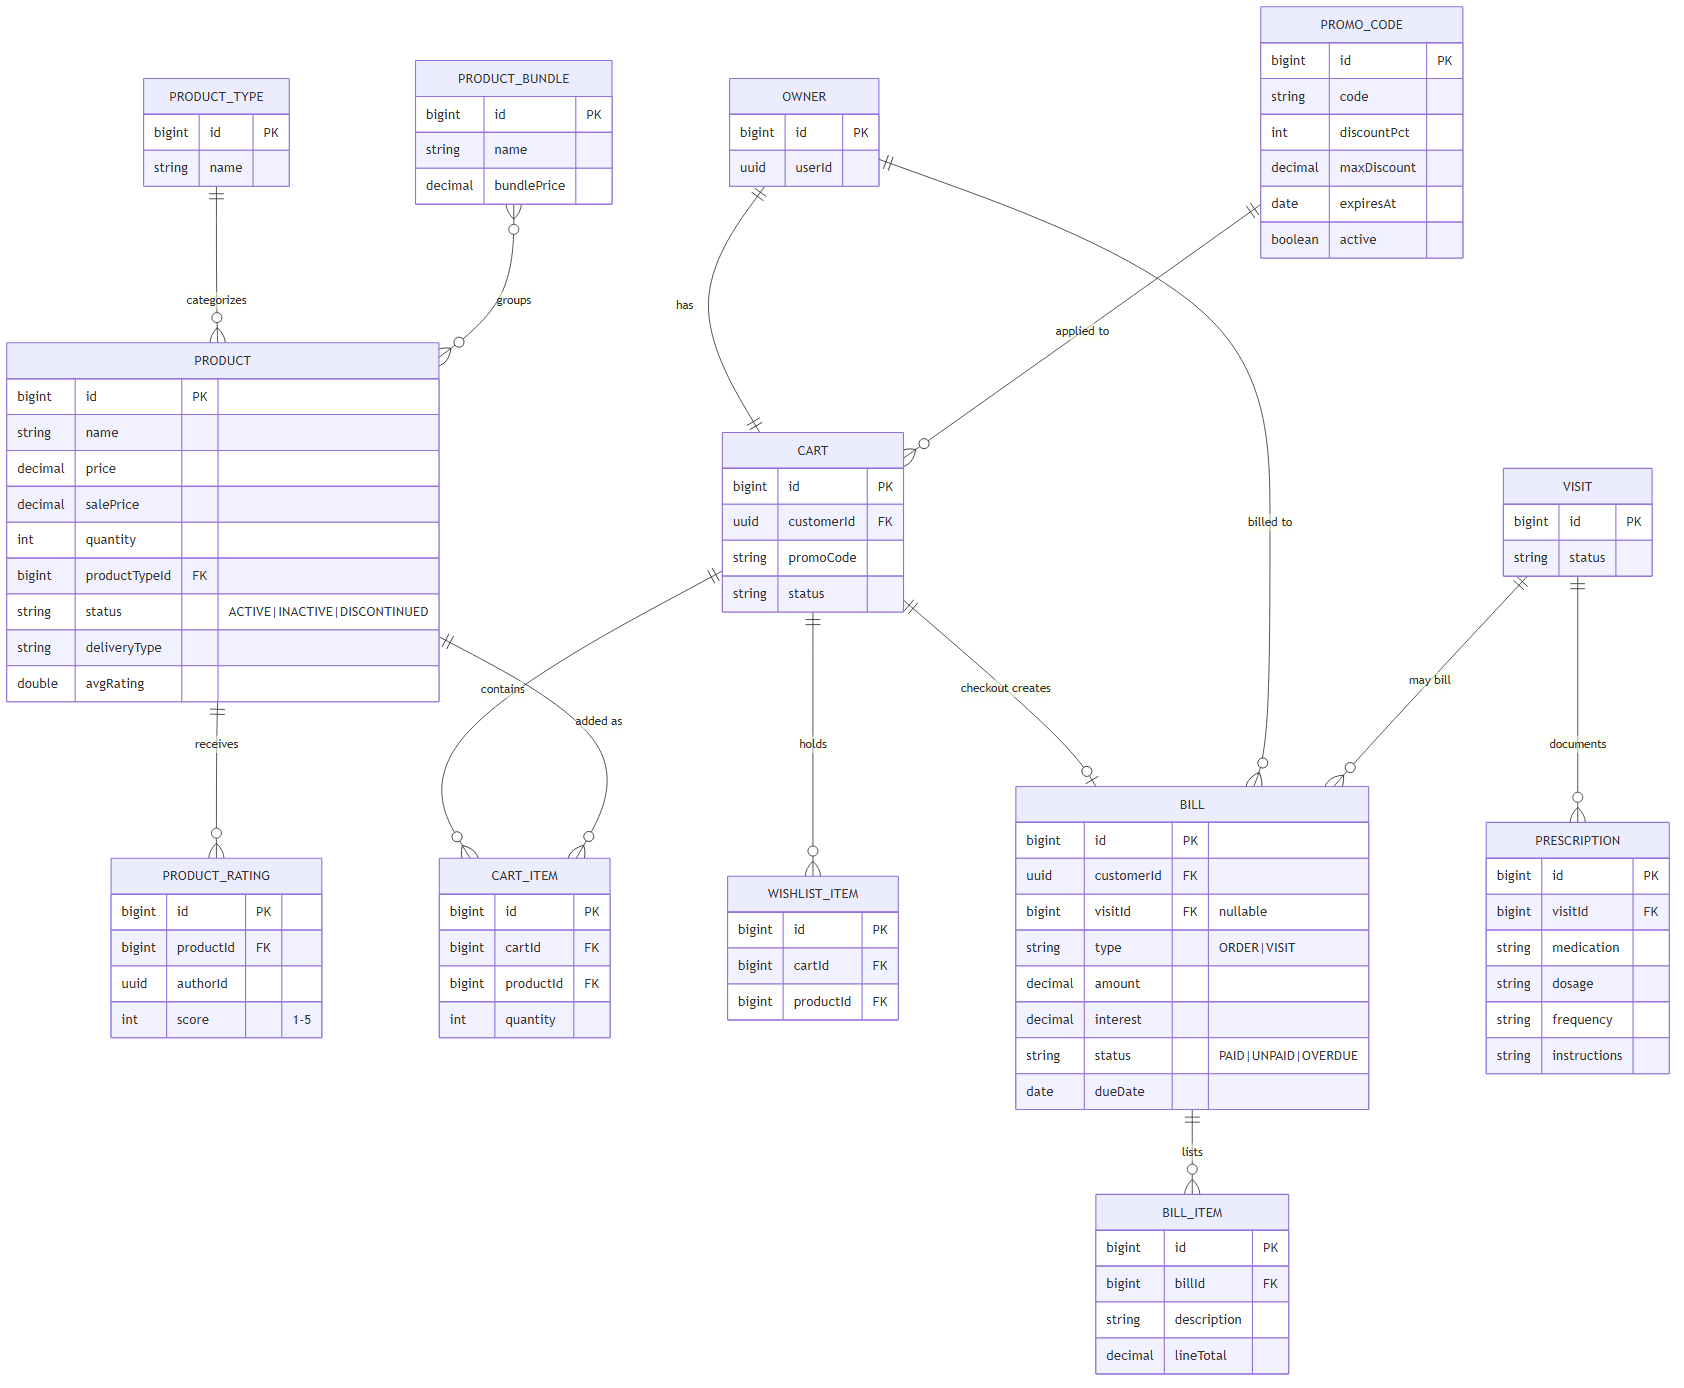 PROMO_CODE
bigint id PK
string code
int discountPct
decimal maxDiscount
date expiresAt
boolean active
PRODUCT_BUNDLE
bigint id PK
string name
decimal bundlePrice
PRODUCT_TYPE
bigint id PK
string name
OWNER
bigint id PK
uuid userId
categorizes
groups
has
applied to
PRODUCT
bigint id PK
string name
decimal price
decimal salePrice
int quantity
bigint productTypeId FK
string status ACTIVE|INACTIVE|DISCONTINUED
string deliveryType
double avgRating
CART
bigint id PK
uuid customerId FK
string promoCode
string status
billed to
VISIT
bigint id PK
string status
contains
added as
checkout creates
may bill
receives
holds
documents
PRODUCT_RATING
bigint id PK
bigint productId FK
uuid authorId
int score 1-5
CART_ITEM
bigint id PK
bigint cartId FK
bigint productId FK
int quantity
WISHLIST_ITEM
bigint id PK
bigint cartId FK
bigint productId FK
BILL
bigint id PK
uuid customerId FK
bigint visitId FK nullable
string type ORDER|VISIT
decimal amount
decimal interest
string status PAID|UNPAID|OVERDUE
date dueDate
PRESCRIPTION
bigint id PK
bigint visitId FK
string medication
string dosage
string frequency
string instructions
lists
BILL_ITEM
bigint id PK
bigint billId FK
string description
decimal lineTotal